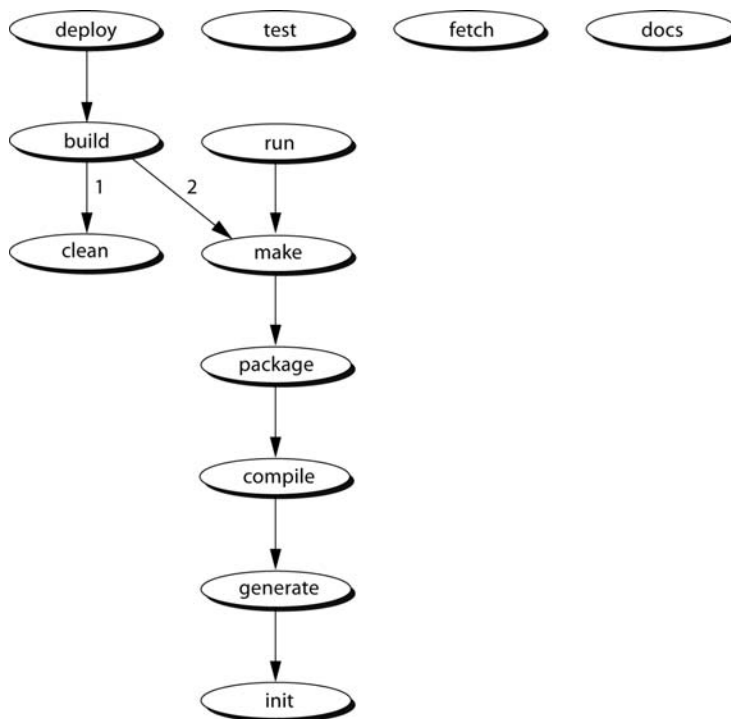 deploy test fetch docs
build run
1 2
clean make
package
compile
generate
init